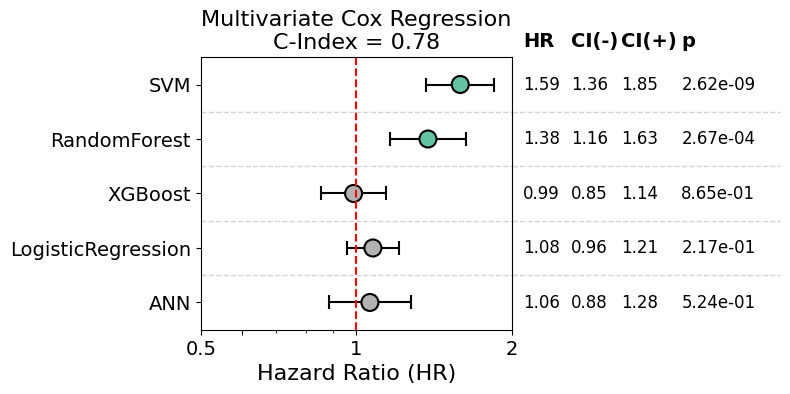 Multivariate Cox Regression
C-Index = 0.78
HR CI(-) CI(+) p
SVM 1.59 1.36 1.85 2.62e-09
RandomForest 1.38 1.16 1.63 2.67e-04
XGBoost 0.99 0.85 1.14 8.65e-01
LogisticRegression 1.08 0.96 1.21 2.17e-01
ANN 1.06 0.88 1.28 5.24e-01
0.5 1 2
Hazard Ratio (HR)